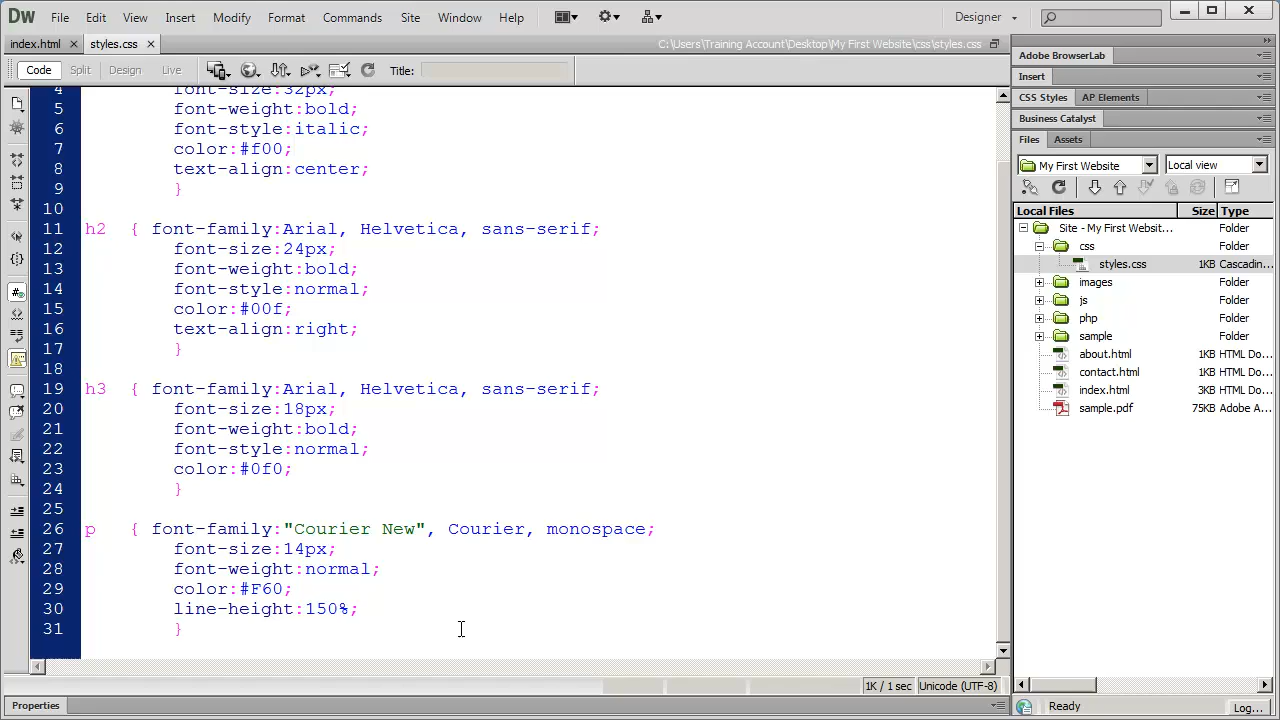 Dw File Edit View Insert Modify Format Commands Site Window Help Designer
index.html styles.css C:\Users\Training Account\Desktop\My First Website\css\styles.css
Code Split Design Live Title:
4 font-size:32px;
5 font-weight:bold;
6 font-style:italic;
7 color:#f00;
8 text-align:center;
9 }
10
11 h2 { font-family:Arial, Helvetica, sans-serif;
12 font-size:24px;
13 font-weight:bold;
14 font-style:normal;
15 color:#00f;
16 text-align:right;
17 }
18
19 h3 { font-family:Arial, Helvetica, sans-serif;
20 font-size:18px;
21 font-weight:bold;
22 font-style:normal;
23 color:#0f0;
24 }
25
26 p { font-family:"Courier New", Courier, monospace;
27 font-size:14px;
28 font-weight:normal;
29 color:#F60;
30 line-height:150%;
31 }
1K / 1 sec Unicode (UTF-8)
Properties
Adobe BrowserLab
Insert
CSS Styles AP Elements
Business Catalyst
Files Assets
My First Website Local view
Local Files Size Type
Site - My First Websit... Folder
css Folder
styles.css 1KB Cascadin...
images Folder
js Folder
php Folder
sample Folder
about.html 1KB HTML Do...
contact.html 1KB HTML Do...
index.html 3KB HTML Do...
sample.pdf 75KB Adobe A...
Ready Log...